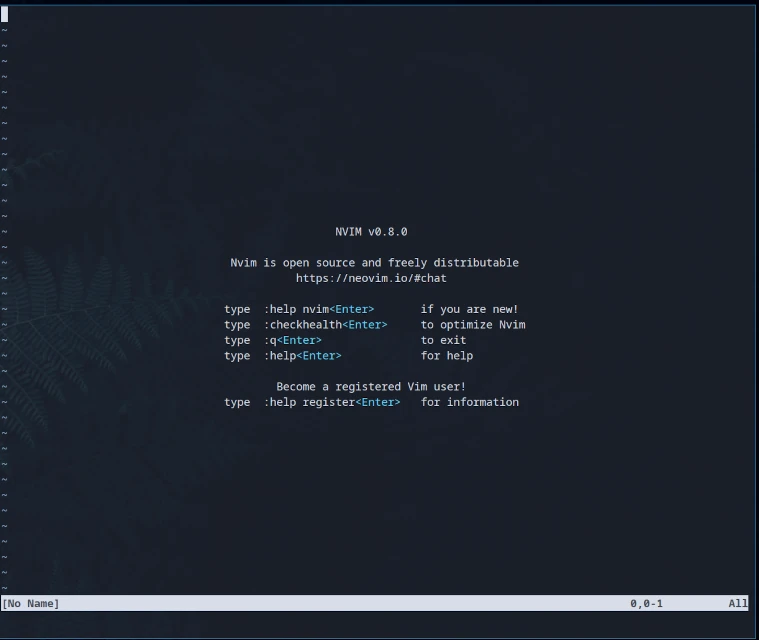 ~
~
~
~
~
~
~
~
~
~
~
~
~
NVIM v0.8.0
~
Nvim is open source and freely distributable
https://neovim.io/#chat
~
type :help nvim<Enter> if you are new!
type :checkhealth<Enter> to optimize Nvim
type :q<Enter> to exit
type :help<Enter> for help
~
Become a registered Vim user!
type :help register<Enter> for information
~
~
~
~
~
~
~
~
~
~
~
~
[No Name] 0,0-1 All